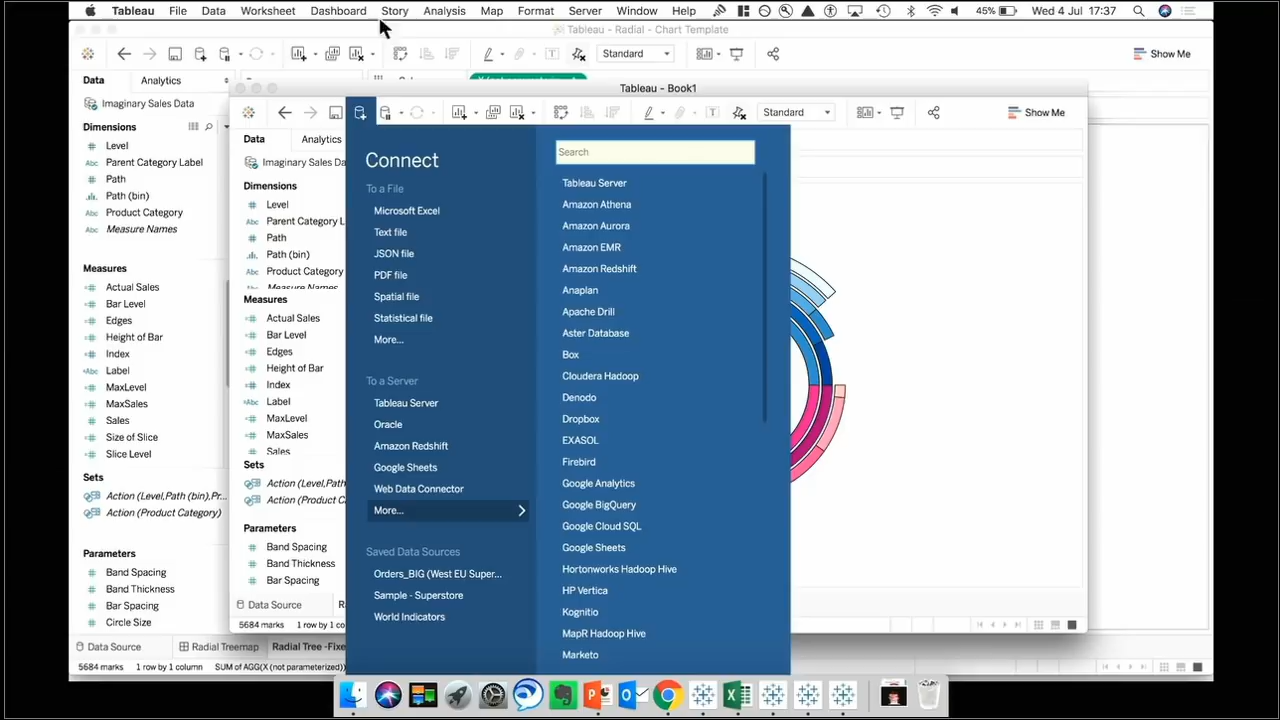 Tableau File Data Worksheet Dashboard Story Analysis Map Format Server Window Help 45% Wed 4 Jul 17:37
Tableau - Radial - Chart Template
Standard Show Me
Data Analytics
Imaginary Sales Data
Dimensions
Level
Abc Parent Category Label
Path
Path (bin)
Abc Product Category
Abc Measure Names
Measures
Actual Sales
Bar Level
Edges
Height of Bar
Index
Abc Label
MaxLevel
MaxSales
Sales
Size of Slice
Slice Level
Sets
Action (Level,Path (bin),Pr...
Action (Product Category)
Parameters
Band Spacing
Band Thickness
Bar Spacing
Circle Size
Data Source Radial Treemap Radial Tree -Fixe
5684 marks 1 row by 1 column SUM of AGG(X (not parameterized))
Tableau - Book1
Standard Show Me
Data Analytics
Imaginary Sales Da
Dimensions
Level
Abc Parent Category L
Path
Path (bin)
Abc Product Category
Abc Measure Names
Measures
Actual Sales
Bar Level
Edges
Height of Bar
Index
Abc Label
MaxLevel
MaxSales
Sales
Sets
Action (Level,Path
Action (Product C
Parameters
Band Spacing
Band Thickness
Bar Spacing
Data Source
5684 marks 1 row by 1 co
Connect
To a File
Microsoft Excel
Text file
JSON file
PDF file
Spatial file
Statistical file
More...
To a Server
Tableau Server
Oracle
Amazon Redshift
Google Sheets
Web Data Connector
More...
Saved Data Sources
Orders_BIG (West EU Super...
Sample - Superstore
World Indicators
Search
Tableau Server
Amazon Athena
Amazon Aurora
Amazon EMR
Amazon Redshift
Anaplan
Apache Drill
Aster Database
Box
Cloudera Hadoop
Denodo
Dropbox
EXASOL
Firebird
Google Analytics
Google BigQuery
Google Cloud SQL
Google Sheets
Hortonworks Hadoop Hive
HP Vertica
Kognitio
MapR Hadoop Hive
Marketo